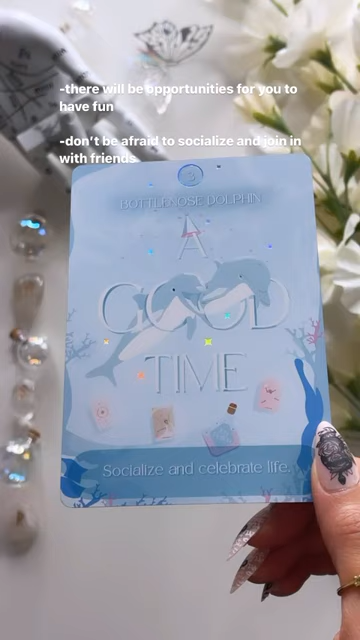 -there will be opportunities for you to
have fun
-don't be afraid to socialize and join in
with friends
3
BOTTLENOSE DOLPHIN
A
GOOD
TIME
Socialize and celebrate life.